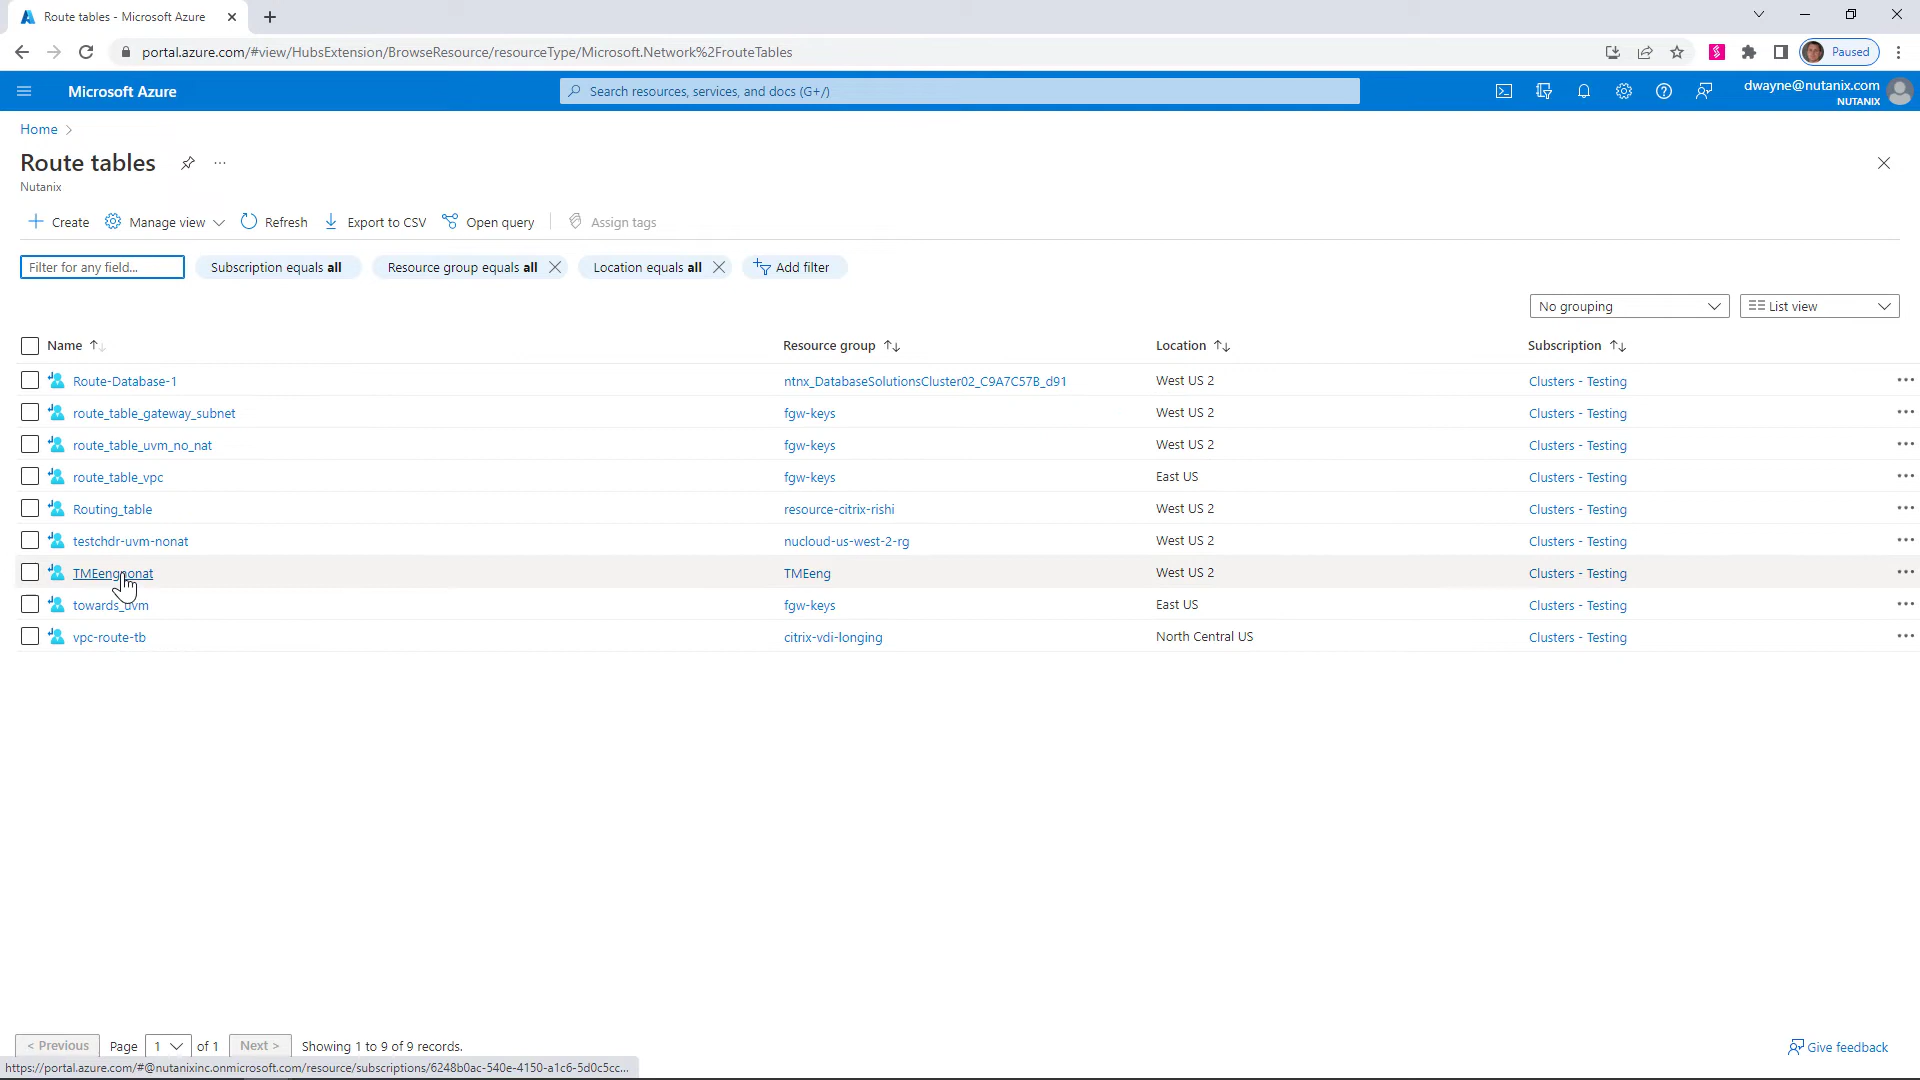 Route tables - Microsoft Azure
portal.azure.com/#view/HubsExtension/BrowseResource/resourceType/Microsoft.Network%2FrouteTables
Paused
Microsoft Azure
Search resources, services, and docs (G+/)
dwayne@nutanix.com
NUTANIX
Home
Route tables
Nutanix
Create Manage view Refresh Export to CSV Open query Assign tags
Filter for any field... Subscription equals all Resource group equals all Location equals all Add filter
No grouping List view
Name Resource group Location Subscription
Route-Database-1 ntnx_DatabaseSolutionsCluster02_C9A7C57B_d91 West US 2 Clusters - Testing
route_table_gateway_subnet fgw-keys West US 2 Clusters - Testing
route_table_uvm_no_nat fgw-keys West US 2 Clusters - Testing
route_table_vpc fgw-keys East US Clusters - Testing
Routing_table resource-citrix-rishi West US 2 Clusters - Testing
testchdr-uvm-nonat nucloud-us-west-2-rg West US 2 Clusters - Testing
TMEengnonat TMEeng West US 2 Clusters - Testing
towards_uvm fgw-keys East US Clusters - Testing
vpc-route-tb citrix-vdi-longing North Central US Clusters - Testing
< Previous Page 1 of 1 Next > Showing 1 to 9 of 9 records.
Give feedback
https://portal.azure.com/#@nutanixinc.onmicrosoft.com/resource/subscriptions/6248b0ac-540e-4150-a1c6-5d0c5cc...